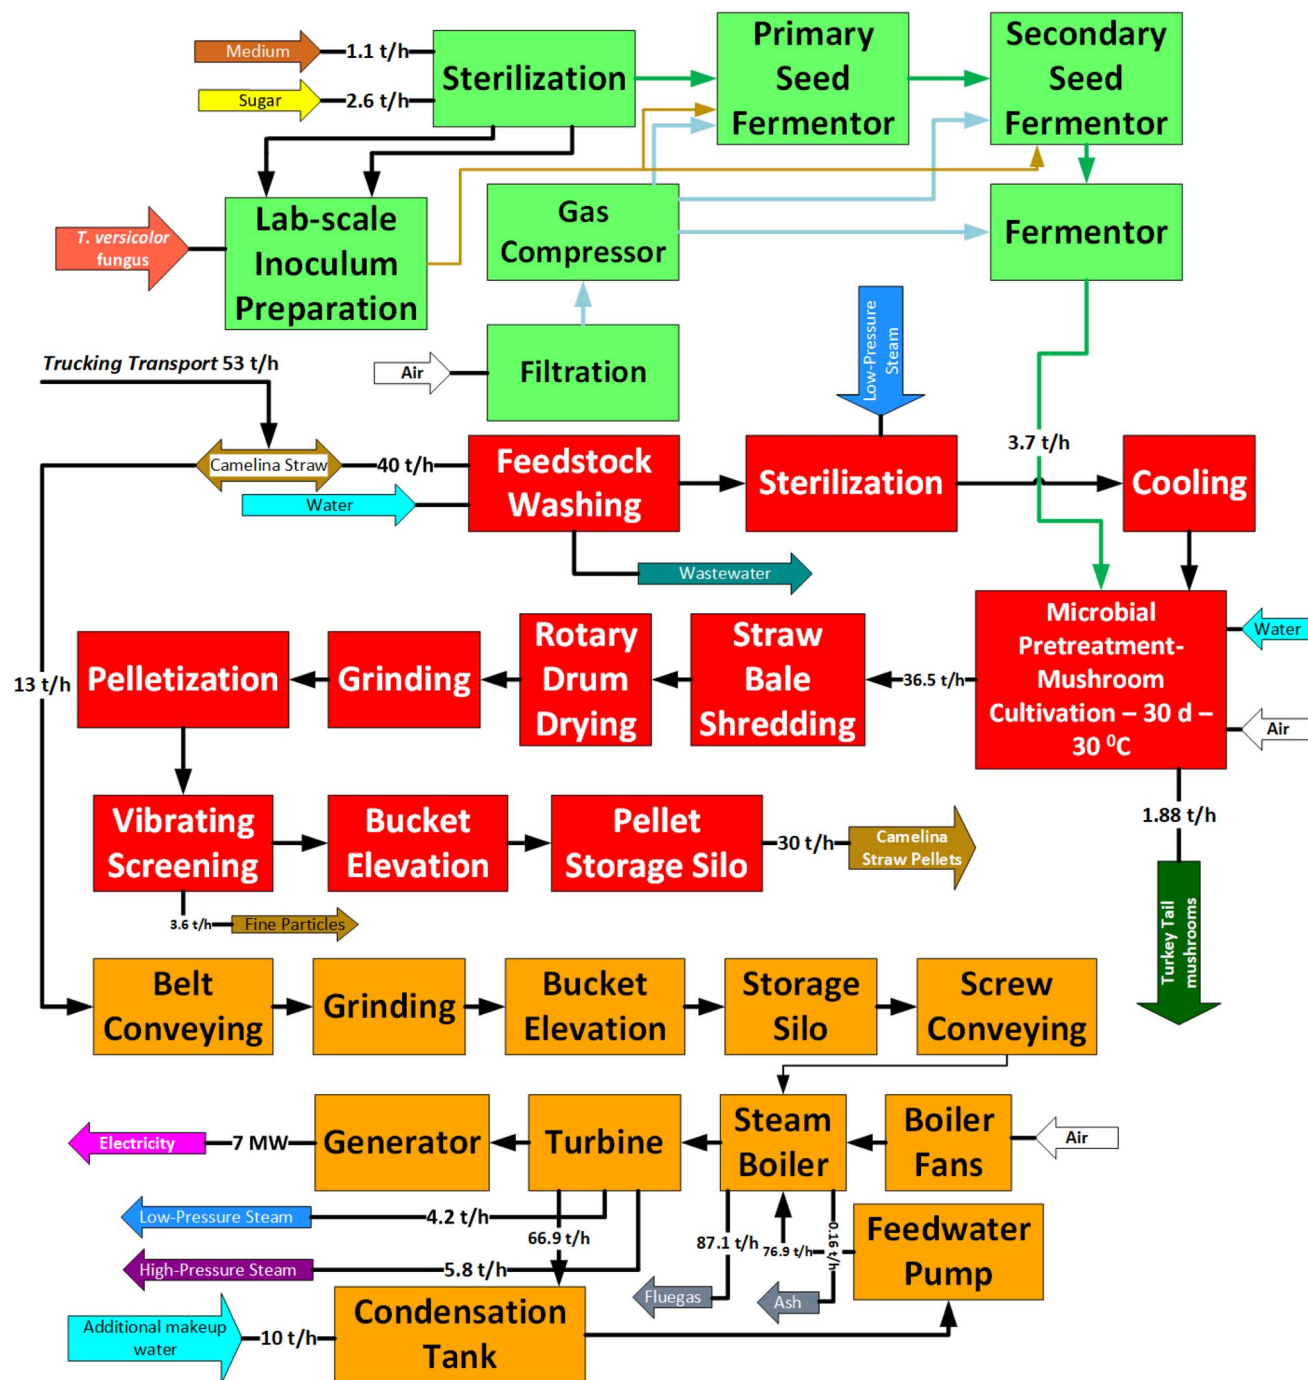 Medium
1.1 t/h
Sugar
2.6 t/h
Sterilization
Primary
Seed
Fermentor
Secondary
Seed
Fermentor
T. versicolor
fungus
Lab-scale
Inoculum
Preparation
Gas
Compressor
Fermentor
Air
Filtration
Low-Pressure
Steam
Trucking Transport 53 t/h
Camelina Straw
40 t/h
Water
Feedstock
Washing
Sterilization
3.7 t/h
Cooling
Wastewater
Microbial
Pretreatment-
Mushroom
Cultivation – 30 d –
30 ⁰C
Water
Air
13 t/h
Pelletization
Grinding
Rotary
Drum
Drying
Straw
Bale
Shredding
36.5 t/h
Vibrating
Screening
Bucket
Elevation
Pellet
Storage Silo
30 t/h
Camelina
Straw Pellets
1.88 t/h
3.6 t/h
Fine Particles
Turkey Tail
mushrooms
Belt
Conveying
Grinding
Bucket
Elevation
Storage
Silo
Screw
Conveying
Electricity
7 MW
Generator
Turbine
Steam
Boiler
Boiler
Fans
Air
Low-Pressure Steam
4.2 t/h
66.9 t/h
87.1 t/h
76.9 t/h
0.16 t/h
Feedwater
Pump
High-Pressure Steam
5.8 t/h
Fluegas
Ash
Additional makeup
water
10 t/h
Condensation
Tank